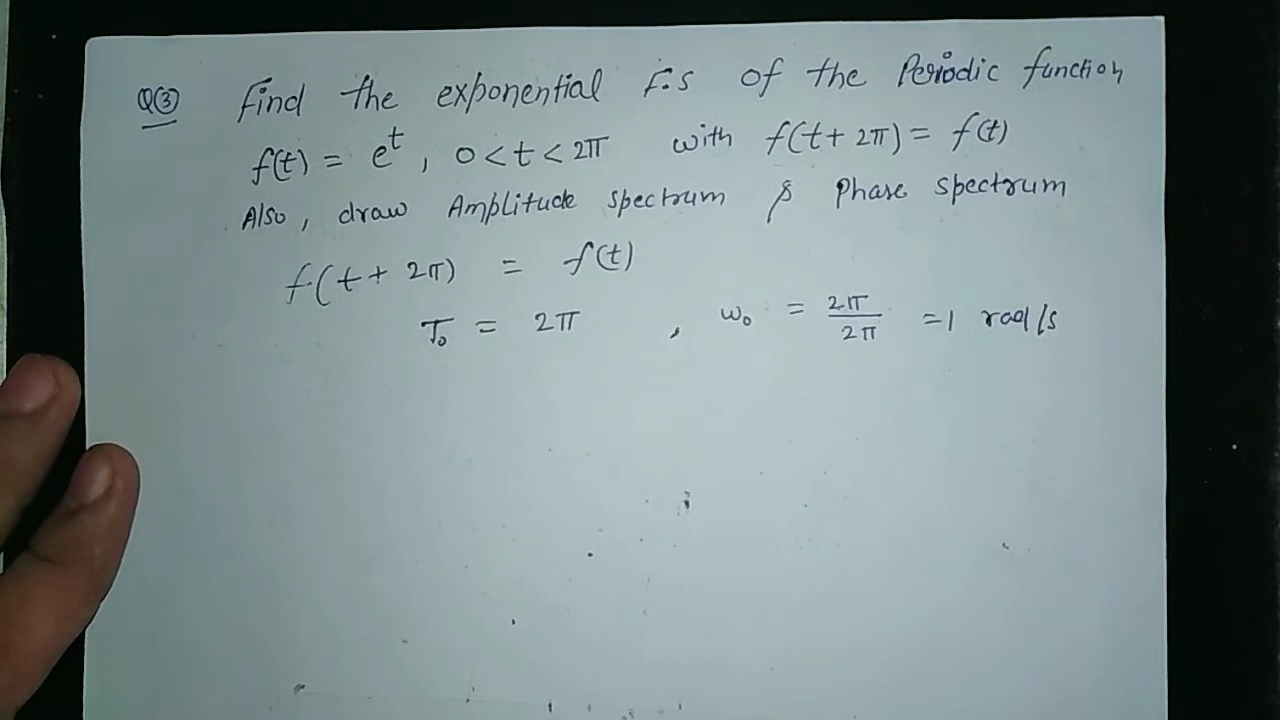 Q③ Find the exponential F.S of the Periodic function
f(t) = e^t , 0 < t < 2π with f(t + 2π) = f(t)
Also , draw Amplitude spectrum & Phase spectrum
f(t + 2π) = f(t)
T₀ = 2π , ω₀ = 2π/2π = 1 rad/s